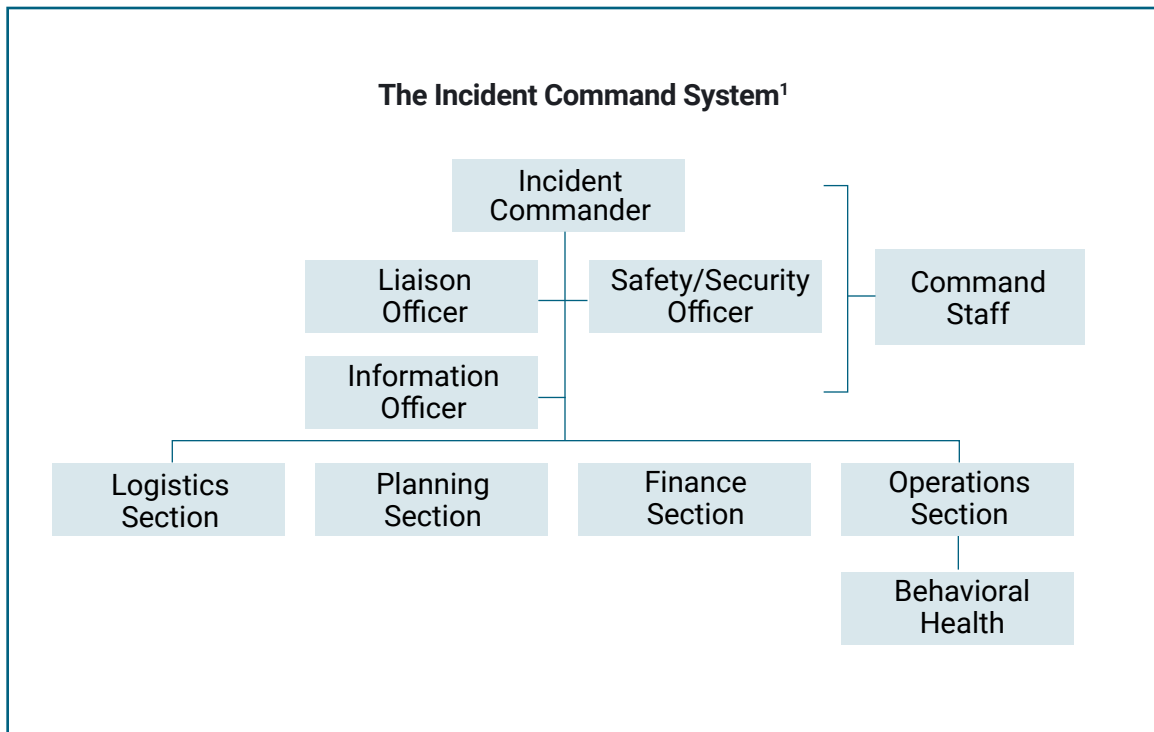 The Incident Command System¹
Incident
Commander
Liaison
Officer
Safety/Security
Officer
Command
Staff
Information
Officer
Logistics
Section
Planning
Section
Finance
Section
Operations
Section
Behavioral
Health